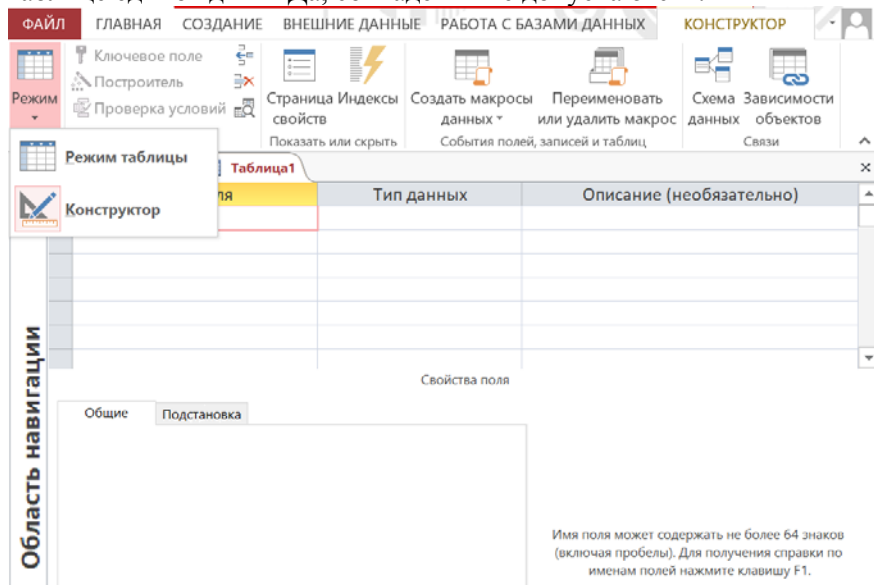 ФАЙЛ ГЛАВНАЯ СОЗДАНИЕ ВНЕШНИЕ ДАННЫЕ РАБОТА С БАЗАМИ ДАННЫХ КОНСТРУКТОР
Режим
Ключевое поле
Построитель
Проверка условий
Страница свойств
Индексы
Показать или скрыть
Создать макросы данных
Переименовать или удалить макрос
События полей, записей и таблиц
Схема данных
Зависимости объектов
Связи
Режим таблицы
Конструктор
Таблица1
ля Тип данных Описание (необязательно)
Область навигации
Свойства поля
Общие Подстановка
Имя поля может содержать не более 64 знаков
(включая пробелы). Для получения справки по
именам полей нажмите клавишу F1.